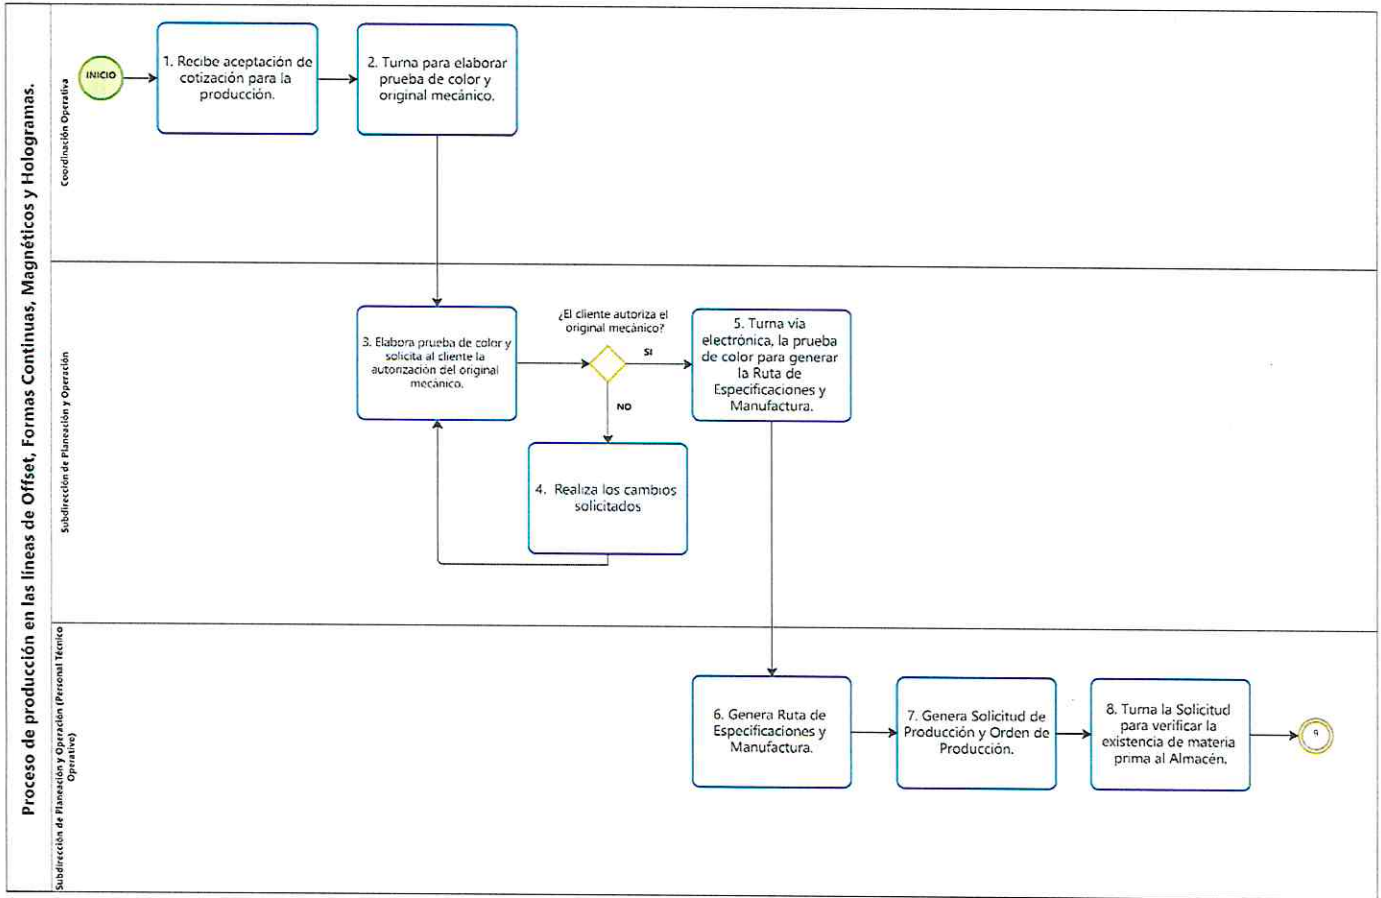 Proceso de producción en las líneas de Offset, Formas Continuas, Magnéticos y Hologramas.
Coordinación Operativa
INICIO
1. Recibe aceptación de
cotización para la
producción.
2. Turna para elaborar
prueba de color y
original mecánico.
Subdirección de Planeación y Operación
3. Elabora prueba de color y
solicita al cliente la
autorización del original
mecánico.
¿El cliente autoriza el
original mecánico?
SI
NO
4. Realiza los cambios
solicitados
5. Turna vía
electrónica, la prueba
de color para generar
la Ruta de
Especificaciones y
Manufactura.
Subdirección de Planeación y Operación (Personal Técnico
Operativo)
6. Genera Ruta de
Especificaciones y
Manufactura.
7. Genera Solicitud de
Producción y Orden de
Producción.
8. Turna la Solicitud
para verificar la
existencia de materia
prima al Almacén.
9